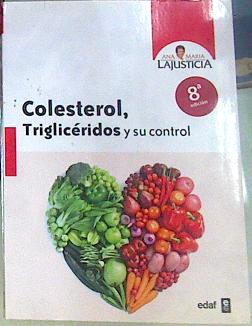 ANA MARIA
LAJUSTICIA
8ª
edición
Colesterol,
Triglicéridos y su control
edaf